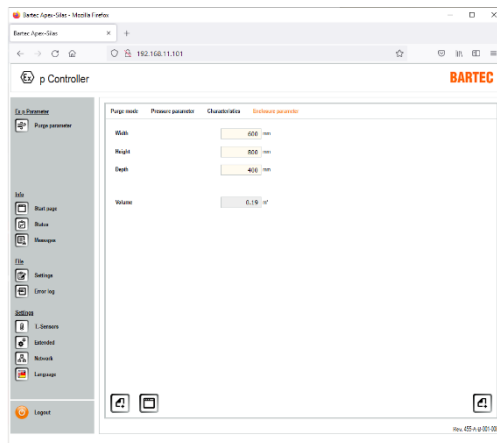 Bartec Apex-Silas - Mozilla Firefox
Bartec Apex-Silas
192.168.11.101
Ex p Controller
BARTEC
Ex p Parameter
Purge parameter
Info
Start page
Status
Messages
File
Settings
Error log
Settings
T.-Sensors
Extended
Network
Language
Logout
Purge mode Pressure parameter Characteristics Enclosure parameter
Width 600 mm
Height 800 mm
Depth 400 mm
Volume 0.19 m³